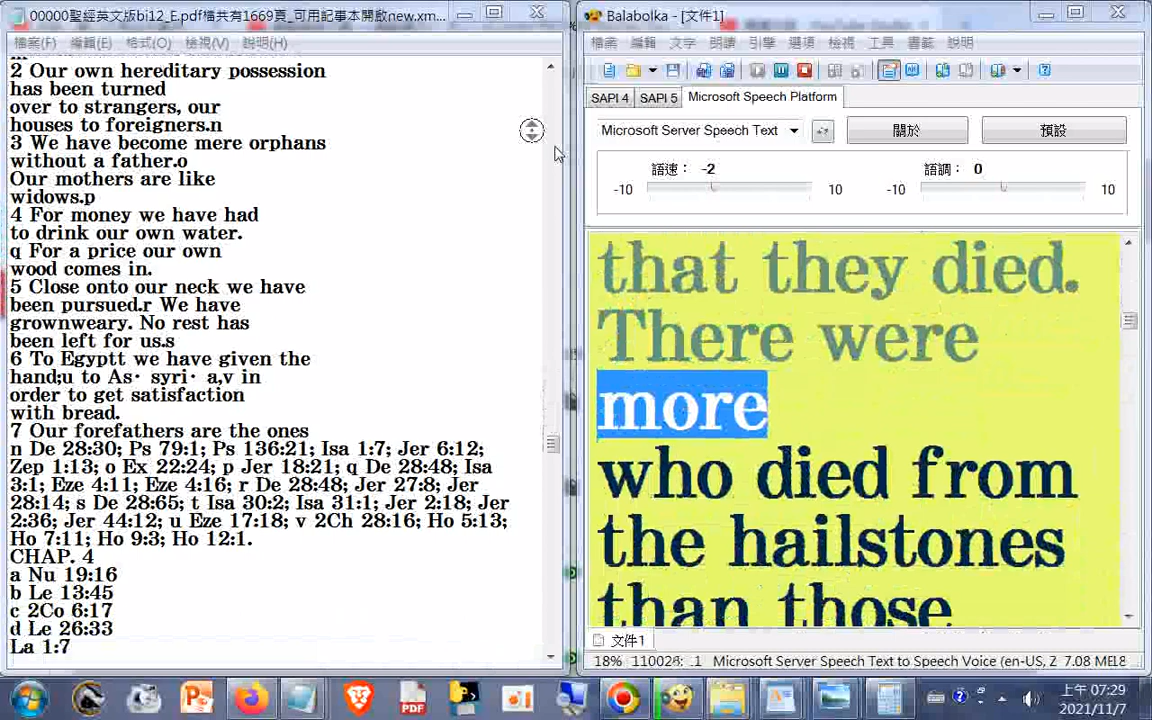 00000聖經英文版bi12_E.pdf檔共有1669頁_可用記事本開啟new.xm...
檔案(F) 編輯(E) 格式(O) 檢視(V) 說明(H)
2 Our own hereditary possession
has been turned
over to strangers, our
houses to foreigners.n
3 We have become mere orphans
without a father.o
Our mothers are like
widows.p
4 For money we have had
to drink our own water.
q For a price our own
wood comes in.
5 Close onto our neck we have
been pursued.r We have
grownweary. No rest has
been left for us.s
6 To Egyptt we have given the
hand;u to As· syri· a,v in
order to get satisfaction
with bread.
7 Our forefathers are the ones
n De 28:30; Ps 79:1; Ps 136:21; Isa 1:7; Jer 6:12;
Zep 1:13; o Ex 22:24; p Jer 18:21; q De 28:48; Isa
3:1; Eze 4:11; Eze 4:16; r De 28:48; Jer 27:8; Jer
28:14; s De 28:65; t Isa 30:2; Isa 31:1; Jer 2:18; Jer
2:36; Jer 44:12; u Eze 17:18; v 2Ch 28:16; Ho 5:13;
Ho 7:11; Ho 9:3; Ho 12:1.
CHAP. 4
a Nu 19:16
b Le 13:45
c 2Co 6:17
d Le 26:33
La 1:7
Balabolka - [文件1]
檔案 編輯 文字 朗讀 引擎 選項 檢視 工具 書籤 說明
SAPI 4 SAPI 5 Microsoft Speech Platform
Microsoft Server Speech Text 關於 預設
語速： -2 語調： 0
-10 10 -10 10
that they died.
There were
more
who died from
the hailstones
than those
文件1
18% Microsoft Server Speech Text to Speech Voice (en-US, 7.08
PDF
上午 07:29
2021/11/7